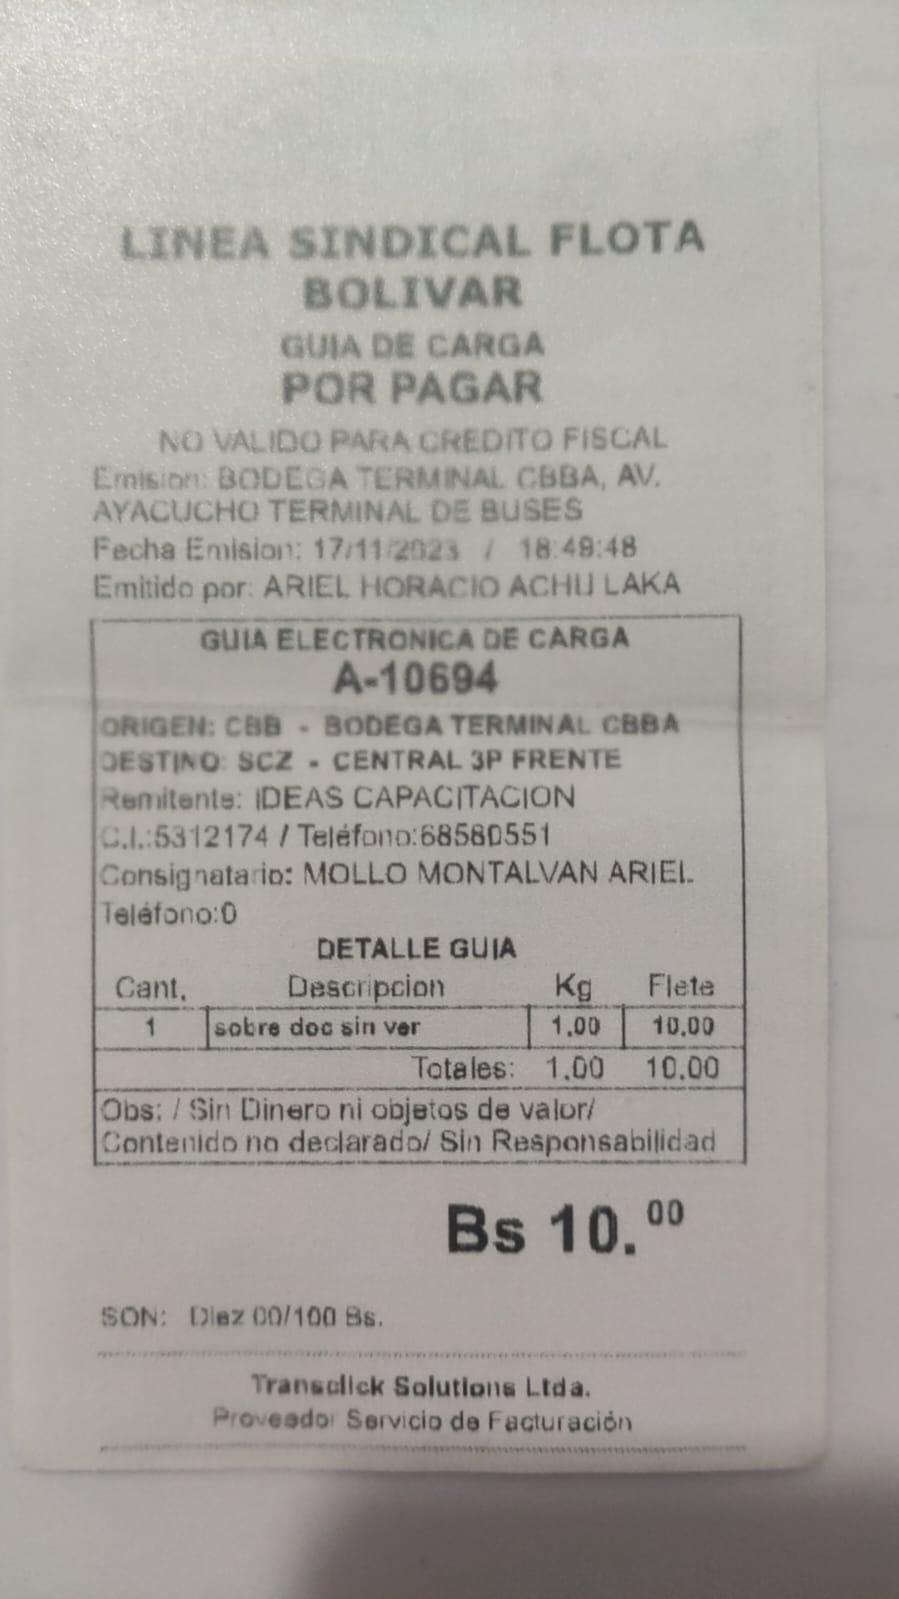 LINEA SINDICAL FLOTA
BOLIVAR
GUIA DE CARGA
POR PAGAR
NO VALIDO PARA CREDITO FISCAL
Emision: BODEGA TERMINAL CBBA, AV.
AYACUCHO TERMINAL DE BUSES
Fecha Emision: 17/11/2023 / 18:49:48
Emitido por: ARIEL HORACIO ACHU LAKA
GUIA ELECTRONICA DE CARGA
A-10694
ORIGEN: CBB - BODEGA TERMINAL CBBA
DESTINO: SCZ - CENTRAL 3P FRENTE
Remitente: IDEAS CAPACITACION
C.I.:5312174 / Teléfono:68580551
Consignatario: MOLLO MONTALVAN ARIEL
Teléfono:0
DETALLE GUIA
Cant. Descripcion Kg Flete
1 sobre doc sin ver 1.00 10.00
Totales: 1.00 10.00
Obs: / Sin Dinero ni objetos de valor/
Contenido no declarado/ Sin Responsabilidad
Bs 10.00
SON: Diez 00/100 Bs.
Transclick Solutions Ltda.
Proveedor Servicio de Facturación